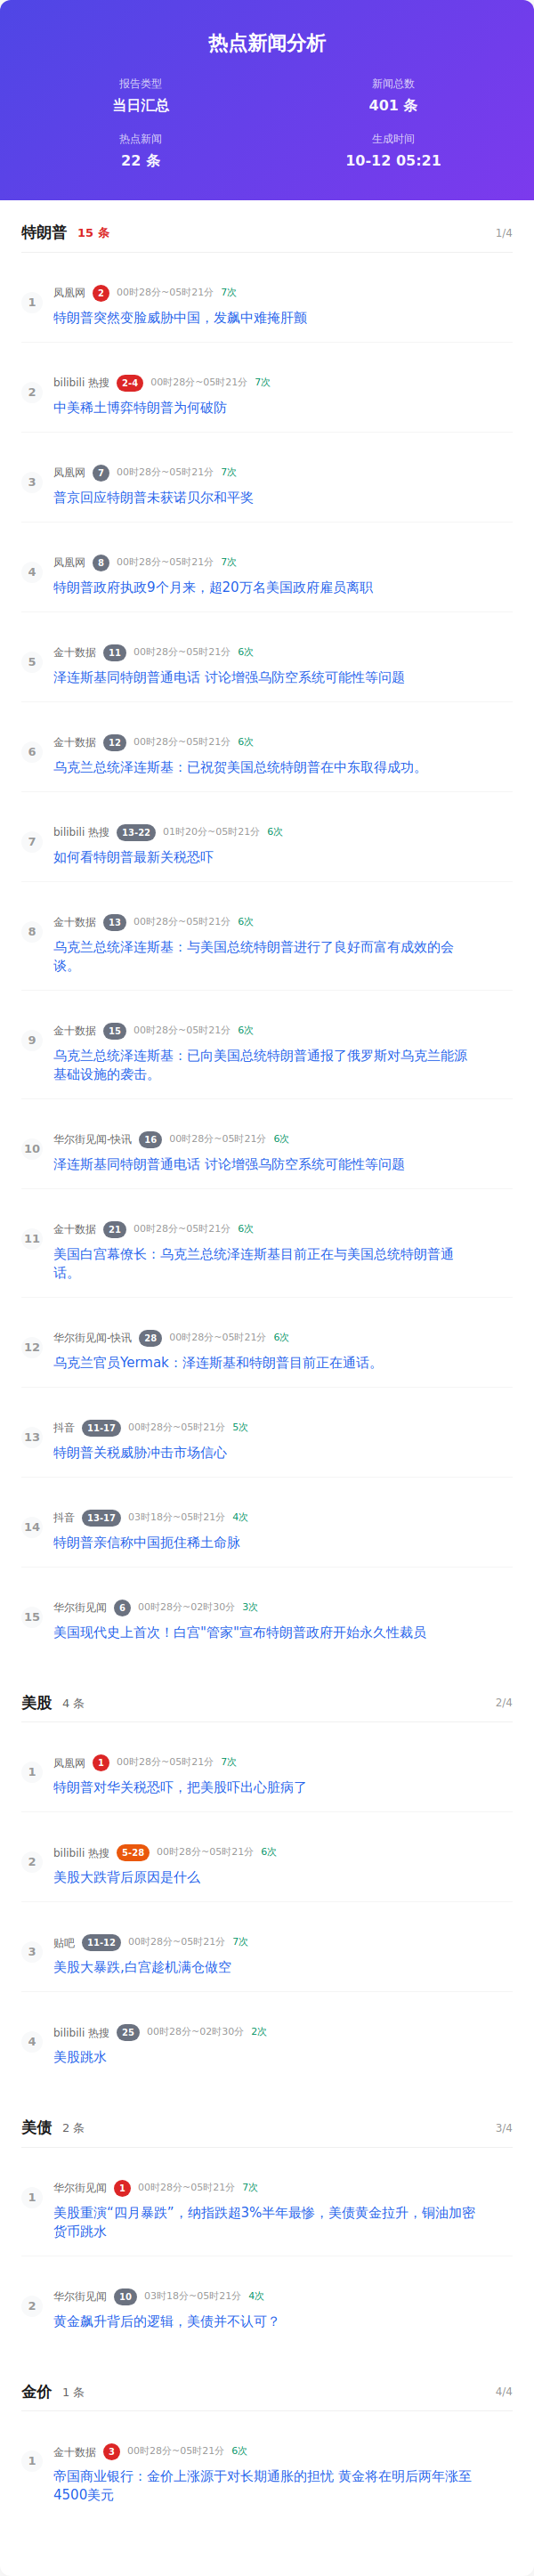 热点新闻分析
报告类型 新闻总数
当日汇总 401 条
热点新闻 生成时间
22 条 10-12 05:21
特朗普 15 条 1/4
凤凰网 2 00时28分~05时21分 7次
1
特朗普突然变脸威胁中国，发飙中难掩肝颤
bilibili 热搜 2-4 00时28分~05时21分 7次
2
中美稀土博弈特朗普为何破防
凤凰网 7 00时28分~05时21分 7次
3
普京回应特朗普未获诺贝尔和平奖
凤凰网 8 00时28分~05时21分 7次
4
特朗普政府执政9个月来，超20万名美国政府雇员离职
金十数据 11 00时28分~05时21分 6次
5
泽连斯基同特朗普通电话 讨论增强乌防空系统可能性等问题
金十数据 12 00时28分~05时21分 6次
6
乌克兰总统泽连斯基：已祝贺美国总统特朗普在中东取得成功。
bilibili 热搜 13-22 01时20分~05时21分 6次
7
如何看特朗普最新关税恐吓
金十数据 13 00时28分~05时21分 6次
8
乌克兰总统泽连斯基：与美国总统特朗普进行了良好而富有成效的会
谈。
金十数据 15 00时28分~05时21分 6次
9
乌克兰总统泽连斯基：已向美国总统特朗普通报了俄罗斯对乌克兰能源
基础设施的袭击。
华尔街见闻-快讯 16 00时28分~05时21分 6次
10
泽连斯基同特朗普通电话 讨论增强乌防空系统可能性等问题
金十数据 21 00时28分~05时21分 6次
11
美国白宫幕僚长：乌克兰总统泽连斯基目前正在与美国总统特朗普通
话。
华尔街见闻-快讯 28 00时28分~05时21分 6次
12
乌克兰官员Yermak：泽连斯基和特朗普目前正在通话。
抖音 11-17 00时28分~05时21分 5次
13
特朗普关税威胁冲击市场信心
抖音 13-17 03时18分~05时21分 4次
14
特朗普亲信称中国扼住稀土命脉
华尔街见闻 6 00时28分~02时30分 3次
15
美国现代史上首次！白宫"管家"宣布特朗普政府开始永久性裁员
美股 4 条 2/4
凤凰网 1 00时28分~05时21分 7次
1
特朗普对华关税恐吓，把美股吓出心脏病了
bilibili 热搜 5-28 00时28分~05时21分 6次
2
美股大跌背后原因是什么
贴吧 11-12 00时28分~05时21分 7次
3
美股大暴跌,白宫趁机满仓做空
bilibili 热搜 25 00时28分~02时30分 2次
4
美股跳水
美债 2 条 3/4
华尔街见闻 1 00时28分~05时21分 7次
1
美股重演“四月暴跌”，纳指跌超3%半年最惨，美债黄金拉升，铜油加密
货币跳水
华尔街见闻 10 03时18分~05时21分 4次
2
黄金飙升背后的逻辑，美债并不认可？
金价 1 条 4/4
金十数据 3 00时28分~05时21分 6次
1
帝国商业银行：金价上涨源于对长期通胀的担忧 黄金将在明后两年涨至
4500美元